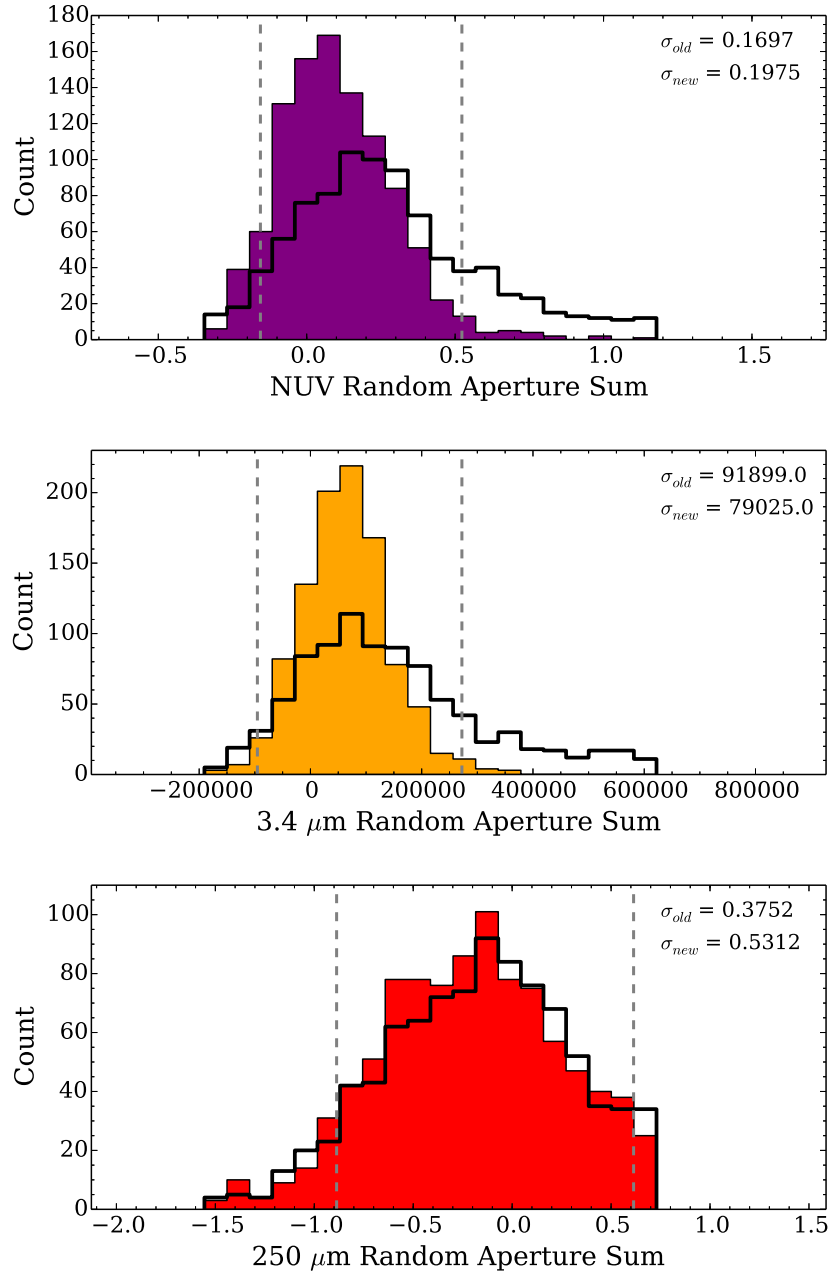 180
160
140
120
100
80
60
40
20
0
Count
σold = 0.1697
σnew = 0.1975
−0.5 0.0 0.5 1.0 1.5
NUV Random Aperture Sum
200
150
100
50
0
Count
σold = 91899.0
σnew = 79025.0
−200000 0 200000 400000 600000 800000
3.4 μm Random Aperture Sum
100
80
60
40
20
0
Count
σold = 0.3752
σnew = 0.5312
−2.0 −1.5 −1.0 −0.5 0.0 0.5 1.0 1.5
250 μm Random Aperture Sum